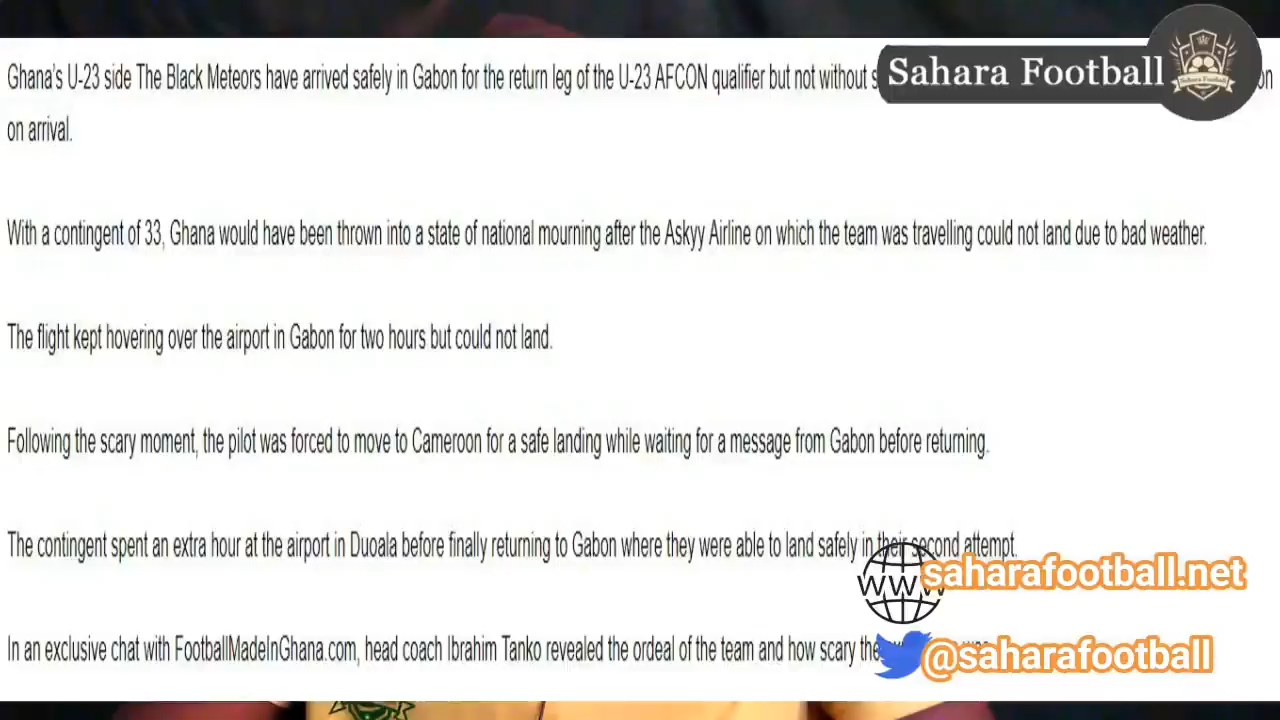 Ghana's U-23 side The Black Meteors have arrived safely in Gabon for the return leg of the U-23 AFCON qualifier but not without
Sahara Football
on arrival.
With a contingent of 33, Ghana would have been thrown into a state of national mourning after the Askyy Airline on which the team was travelling could not land due to bad weather.
The flight kept hovering over the airport in Gabon for two hours but could not land.
Following the scary moment, the pilot was forced to move to Cameroon for a safe landing while waiting for a message from Gabon before returning.
The contingent spent an extra hour at the airport in Duoala before finally returning to Gabon where they were able to land safely in their second attempt.
www
saharafootball.net
In an exclusive chat with FootballMadeInGhana.com, head coach Ibrahim Tanko revealed the ordeal of the team and how scary the
@saharafootball